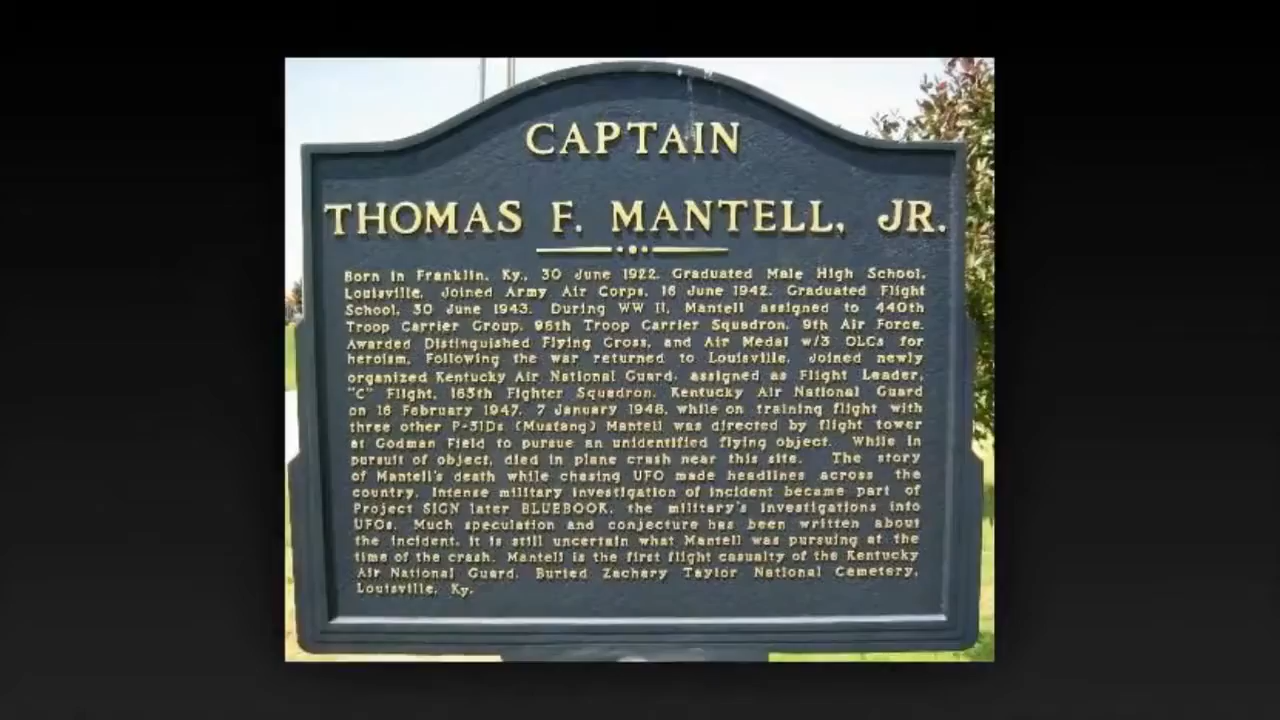 CAPTAIN
THOMAS F. MANTELL, JR.
Born in Franklin, Ky., 30 June 1922. Graduated Male High School,
Louisville. Joined Army Air Corps, 16 June 1942. Graduated Flight
School, 30 June 1943. During WW II, Mantell assigned to 440th
Troop Carrier Group, 96th Troop Carrier Squadron, 9th Air Force.
Awarded Distinguished Flying Cross, and Air Medal w/3 OLCs for
heroism. Following the war returned to Louisville. Joined newly
organized Kentucky Air National Guard, assigned as Flight Leader,
"C" Flight, 165th Fighter Squadron, Kentucky Air National Guard
on 16 February 1947. 7 January 1948, while on training flight with
three other P-51Ds (Mustang) Mantell was directed by flight tower
at Godman Field to pursue an unidentified flying object. While in
pursuit of object, died in plane crash near this site. The story
of Mantell's death while chasing UFO made headlines across the
country. Intense military investigation of incident became part of
Project SIGN later BLUEBOOK, the military's investigations into
UFOs. Much speculation and conjecture has been written about
the incident. It is still uncertain what Mantell was pursuing at the
time of the crash. Mantell is the first flight casualty of the Kentucky
Air National Guard. Buried Zachary Taylor National Cemetery,
Louisville, Ky.